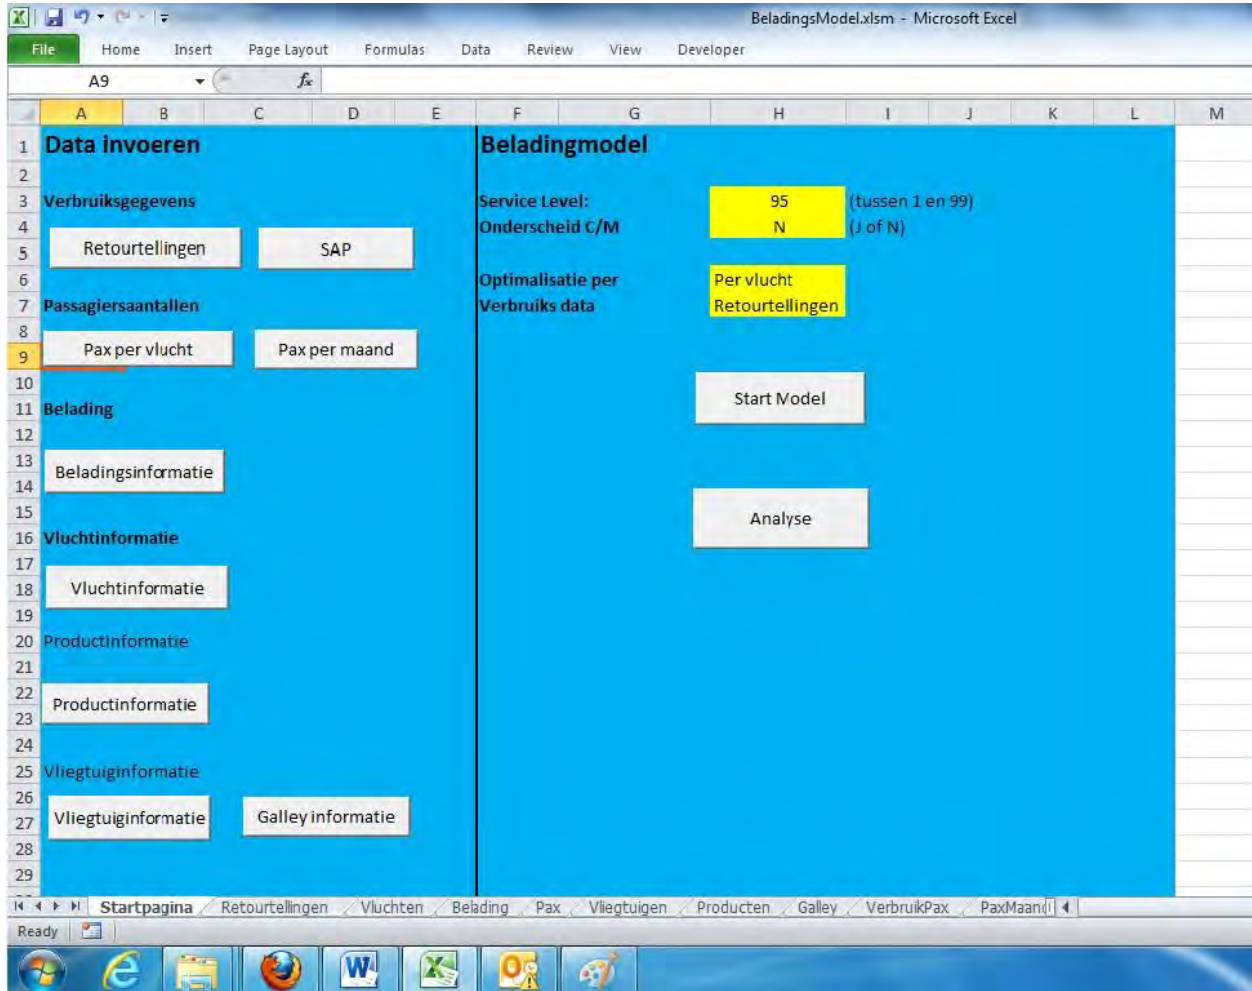 BeladingsModel.xlsm - Microsoft Excel
File Home Insert Page Layout Formulas Data Review View Developer
A9 fx
A B C D E F G H I J K L M
1 Data invoeren Beladingmodel
2
3 Verbruiksgegevens Service Level: 95 (tussen 1 en 99)
4 Onderscheid C/M N (J of N)
5 Retourtellingen SAP
6 Optimalisatie per Per vlucht
7 Passagiersaantallen Verbruiks data Retourtellingen
8
9 Pax per vlucht Pax per maand
10
11 Belading Start Model
12
13
Beladingsinformatie
14
15
Analyse
16 Vluchtinformatie
17
18 Vluchtinformatie
19
20 Productinformatie
21
22
Productinformatie
23
24
25 Vliegtuiginformatie
26
27 Vliegtuiginformatie Galley informatie
28
29
Startpagina Retourtellingen Vluchten Belading Pax Vliegtuigen Producten Galley VerbruikPax
Ready